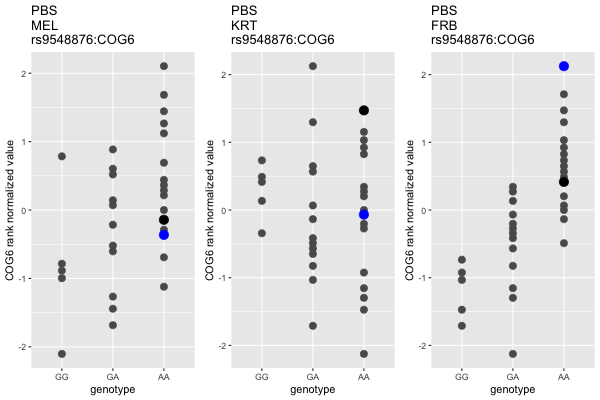 PBS
MEL
rs9548876:COG6
COG6 rank normalized value
2
1
0
-1
-2
GG
GA
AA
genotype
PBS
KRT
rs9548876:COG6
COG6 rank normalized value
2
1
0
-1
-2
GG
GA
AA
genotype
PBS
FRB
rs9548876:COG6
COG6 rank normalized value
2
1
0
-1
-2
GG
GA
AA
genotype